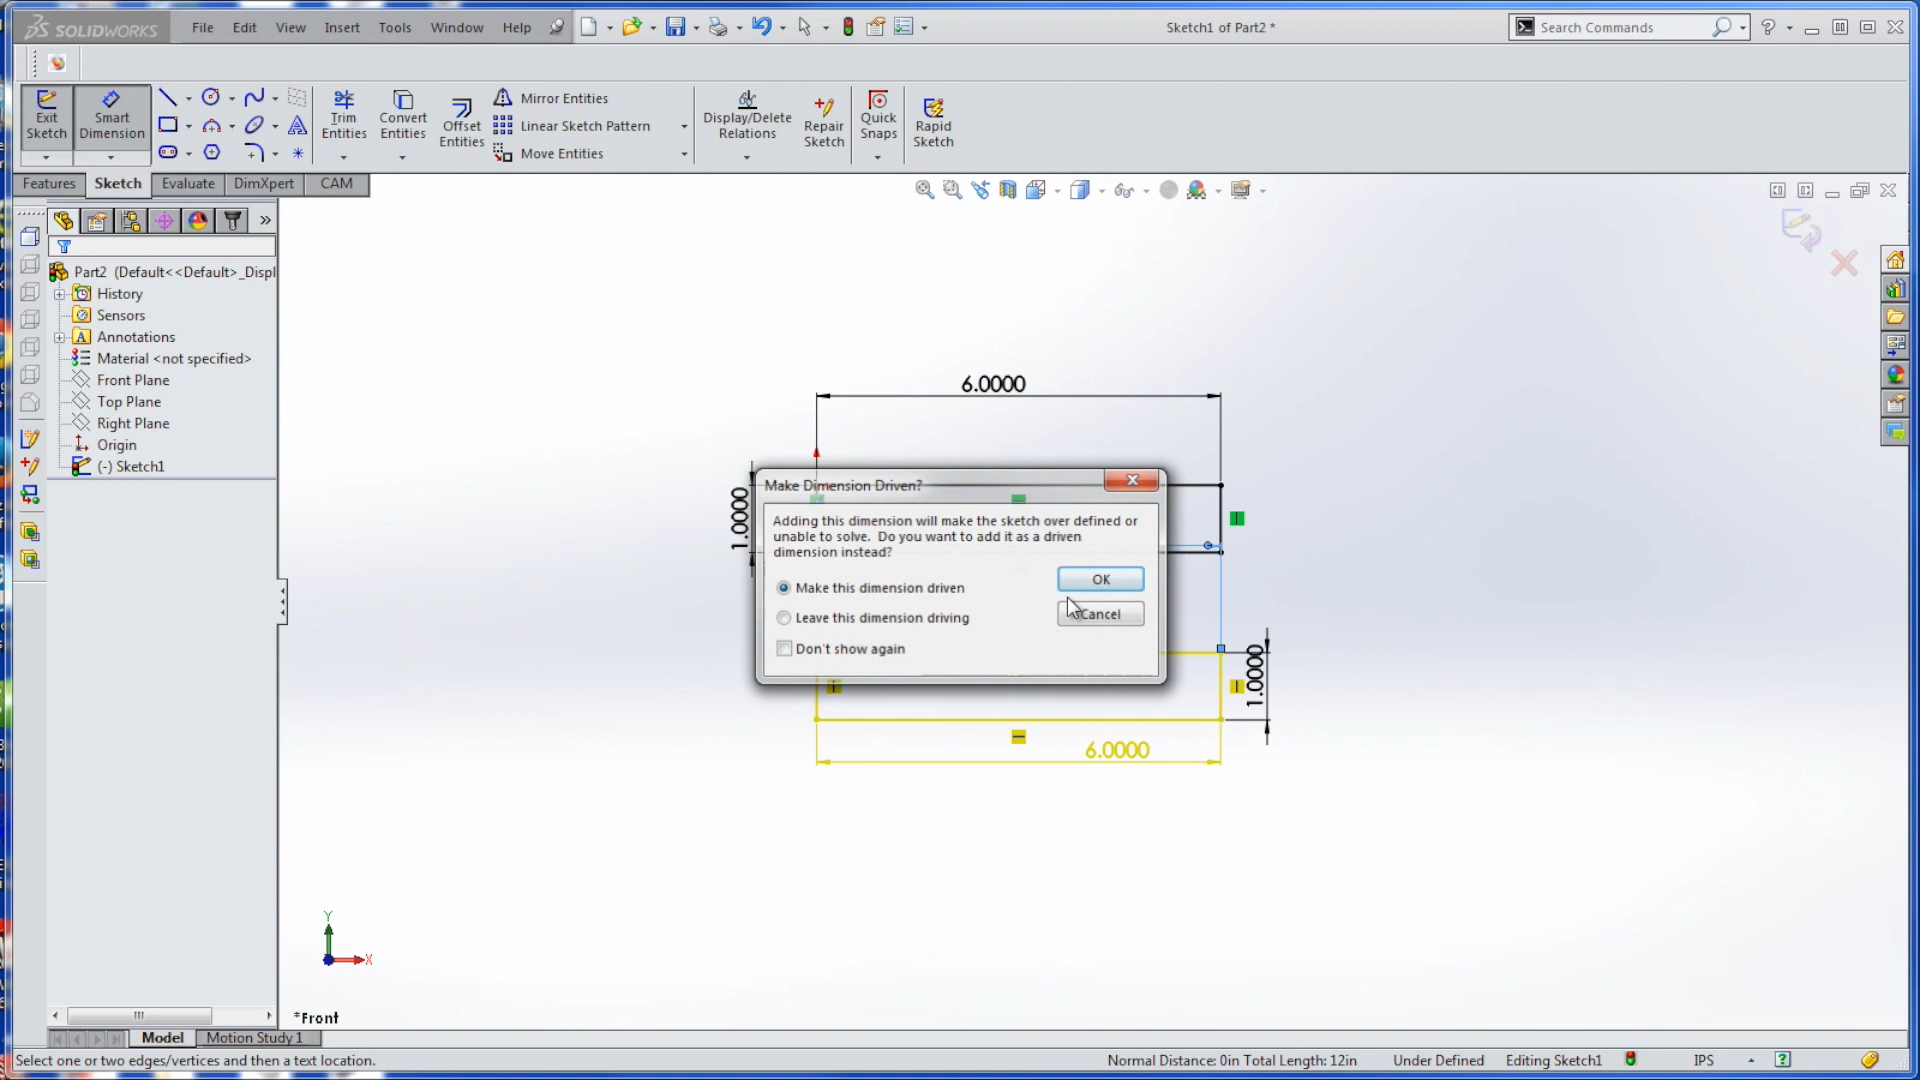 SOLIDWORKS File Edit View Insert Tools Window Help Sketch1 of Part2 * Search Commands
Exit Sketch
Smart Dimension
Trim Entities
Convert Entities
Offset Entities
Mirror Entities
Linear Sketch Pattern
Move Entities
Display/Delete Relations
Repair Sketch
Quick Snaps
Rapid Sketch
Features Sketch Evaluate DimXpert CAM
Part2 (Default<<Default>_Displ
History
Sensors
Annotations
Material <not specified>
Front Plane
Top Plane
Right Plane
Origin
(-) Sketch1
6.0000
1.0000
Make Dimension Driven?
Adding this dimension will make the sketch over defined or
unable to solve. Do you want to add it as a driven
dimension instead?
Make this dimension driven
OK
Leave this dimension driving
Cancel
Don't show again
1.0000
6.0000
Y
X
*Front
Model Motion Study 1
Select one or two edges/vertices and then a text location. Normal Distance: 0in Total Length: 12in Under Defined Editing Sketch1 IPS